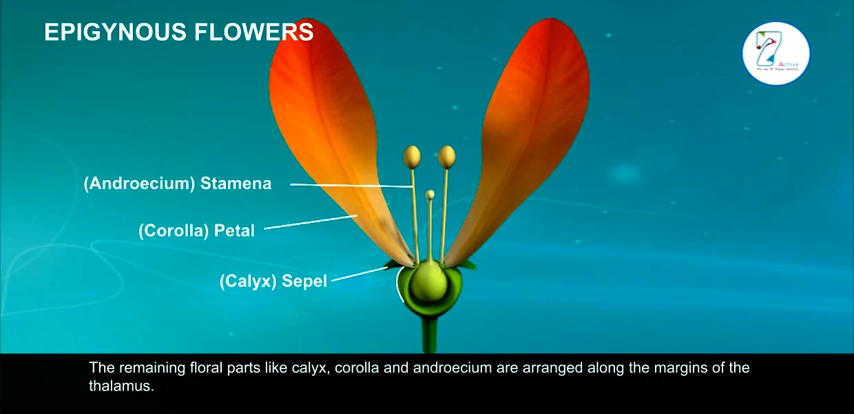 EPIGYNOUS FLOWERS
Active
(Androecium) Stamena
(Corolla) Petal
(Calyx) Sepel
The remaining floral parts like calyx, corolla and androecium are arranged along the margins of the
thalamus.